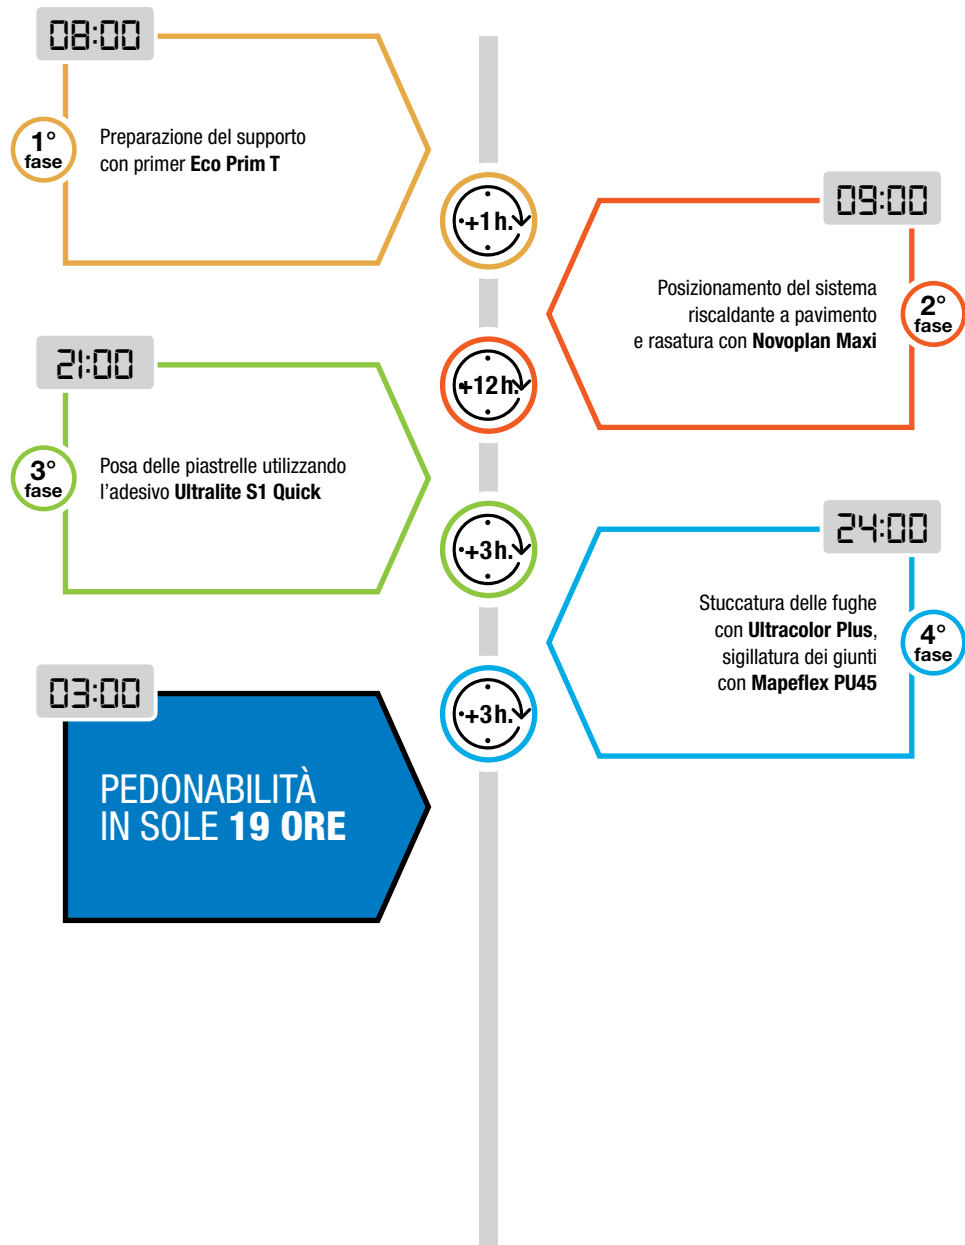 08:00
1°
fase
Preparazione del supporto
con primer Eco Prim T
+1 h.
09:00
2°
fase
Posizionamento del sistema
riscaldante a pavimento
e rasatura con Novoplan Maxi
+12 h.
21:00
3°
fase
Posa delle piastrelle utilizzando
l'adesivo Ultralite S1 Quick
+3 h.
24:00
4°
fase
Stuccatura delle fughe
con Ultracolor Plus,
sigillatura dei giunti
con Mapeflex PU45
+3 h.
03:00
PEDONABILITÀ
IN SOLE 19 ORE